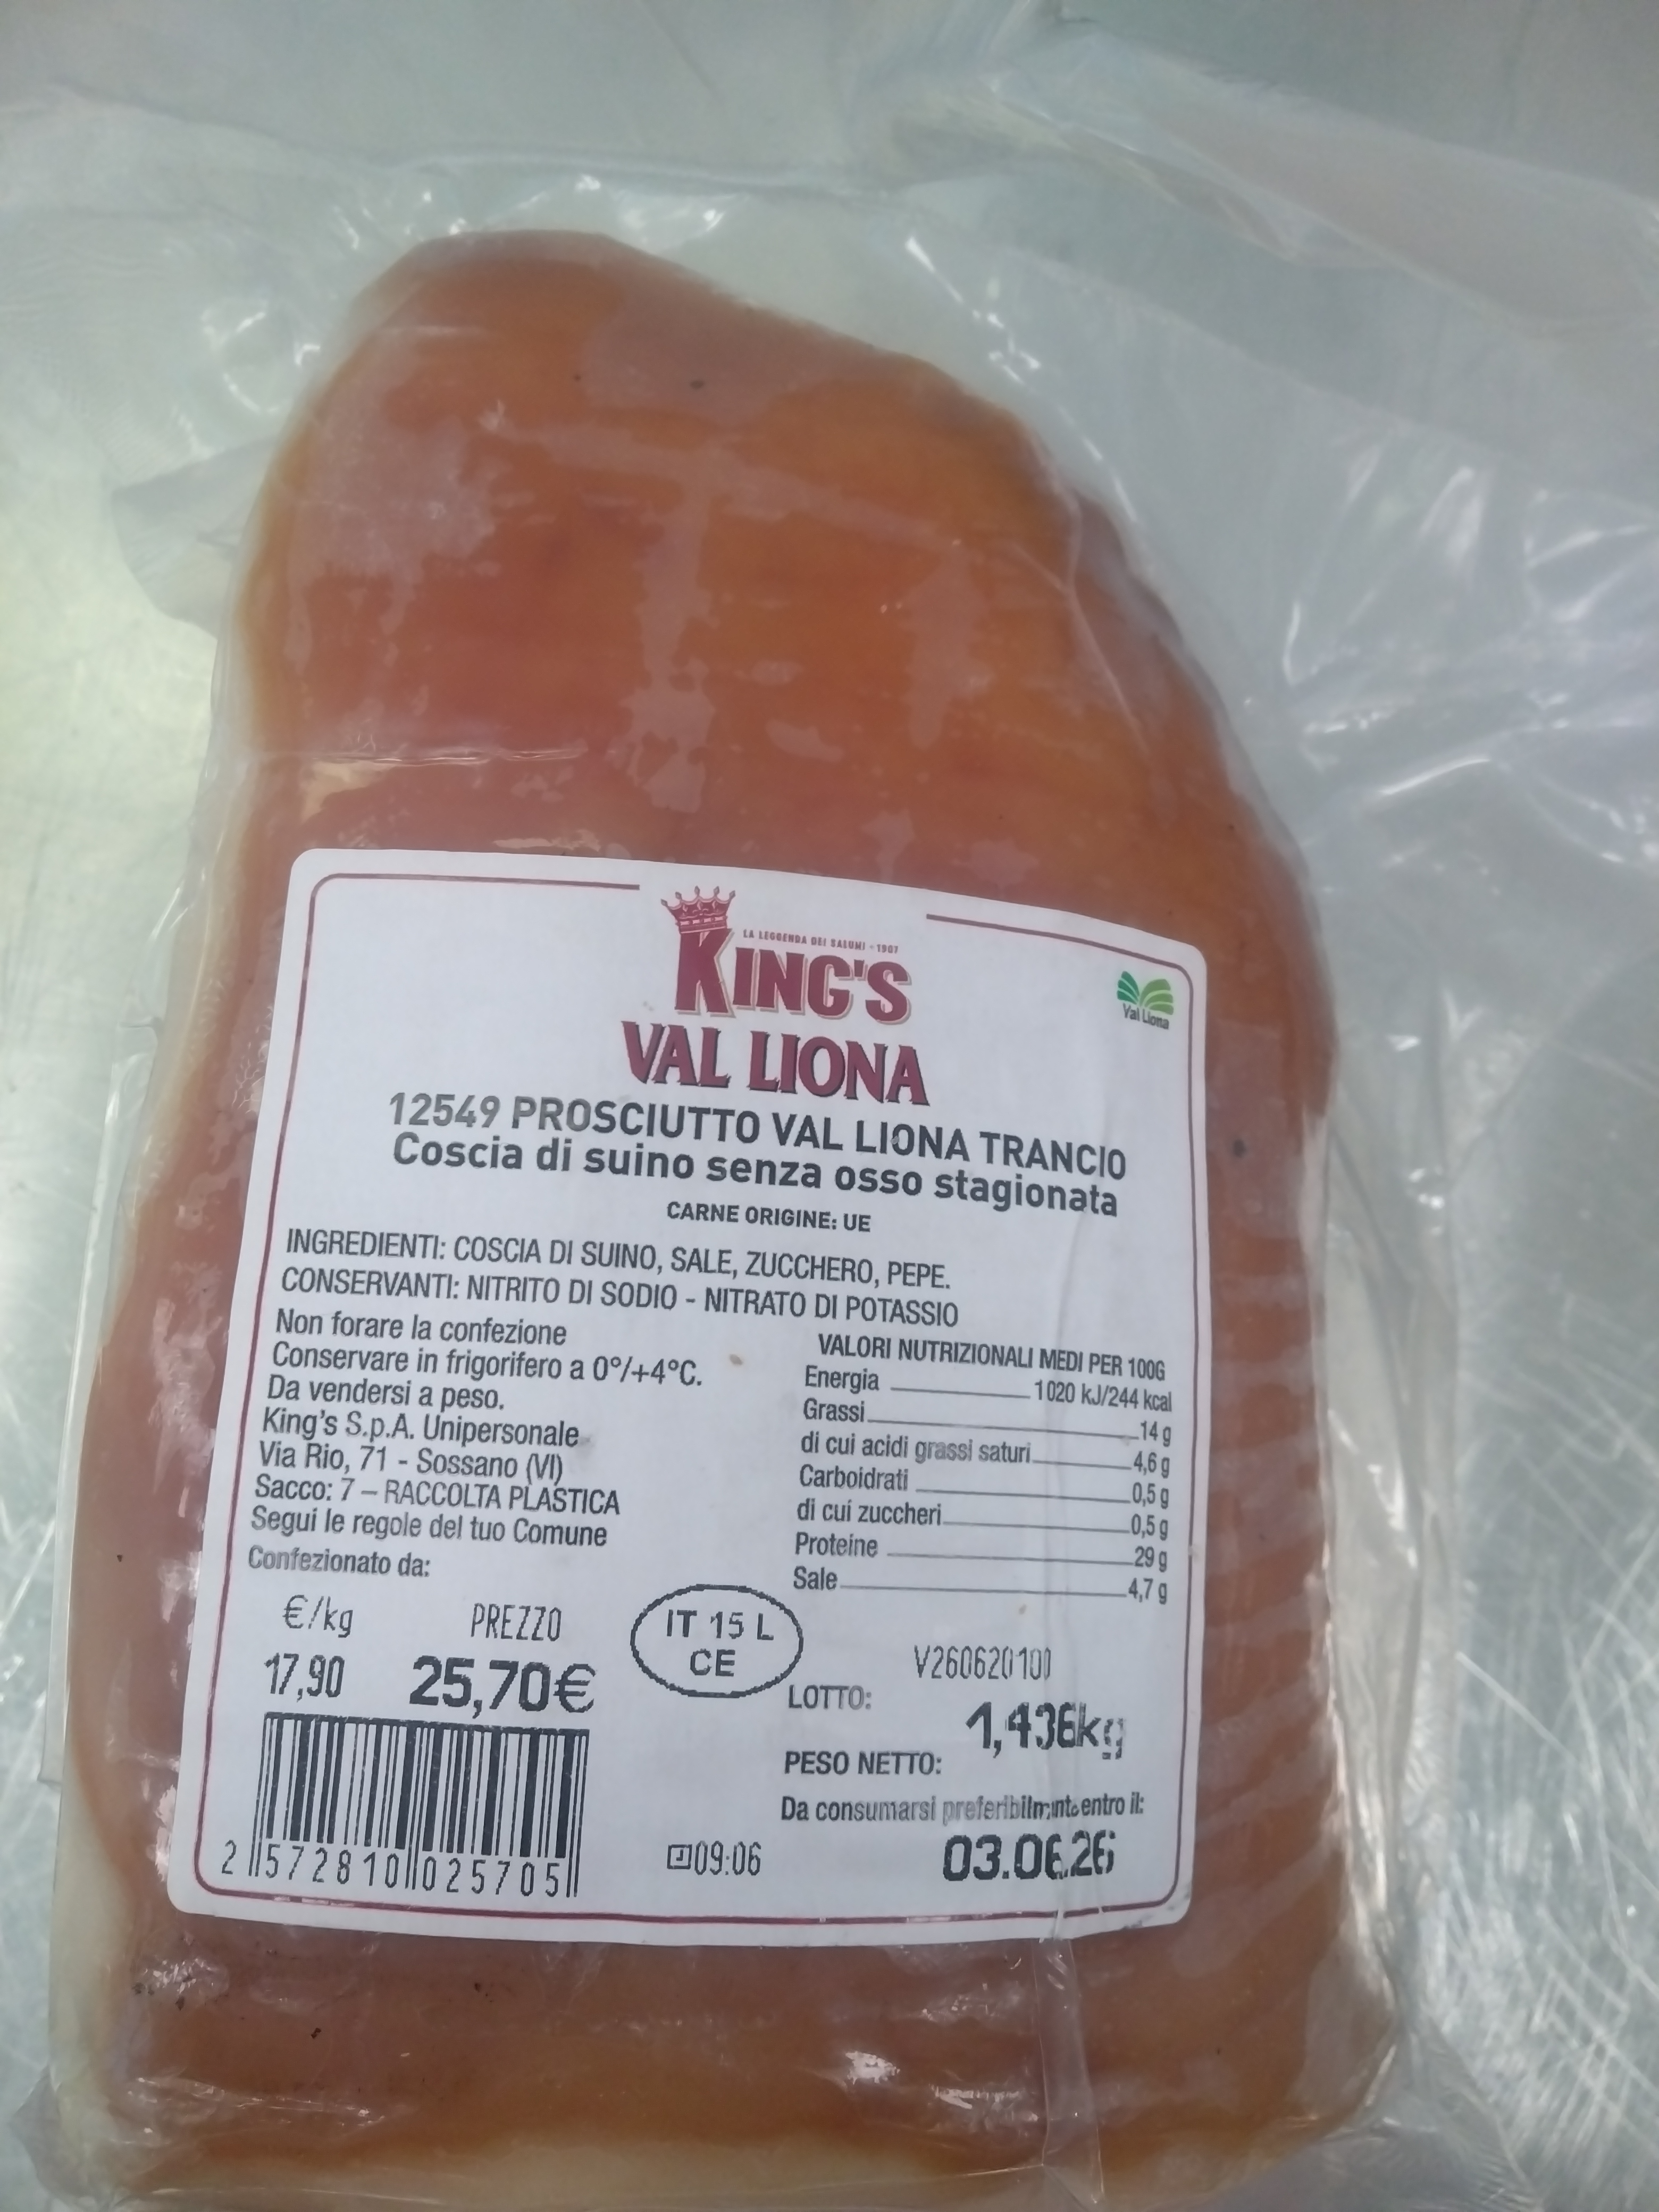 LA LEGGENDA DEI SALUMI - 1907
KING'S
Val Liona
VAL LIONA
12549 PROSCIUTTO VAL LIONA TRANCIO
Coscia di suino senza osso stagionata
CARNE ORIGINE: UE
INGREDIENTI: COSCIA DI SUINO, SALE, ZUCCHERO, PEPE.
CONSERVANTI: NITRITO DI SODIO - NITRATO DI POTASSIO
Non forare la confezione
Conservare in frigorifero a 0°/+4°C.
Da vendersi a peso.
King's S.p.A. Unipersonale
Via Rio, 71 - Sossano (VI)
Sacco: 7 – RACCOLTA PLASTICA
Segui le regole del tuo Comune
Confezionato da:
VALORI NUTRIZIONALI MEDI PER 100G
Energia 1020 kJ/244 kcal
Grassi 14 g
di cui acidi grassi saturi 4,6 g
Carboidrati 0,5 g
di cui zuccheri 0,5 g
Proteine 29 g
Sale 4,7 g
€/kg PREZZO
17,90 25,70€
IT 15 L
CE
V260620100
LOTTO:
1,436kg
PESO NETTO:
Da consumarsi preferibilmente entro il:
03.06.26
09:06
2 572810 025705